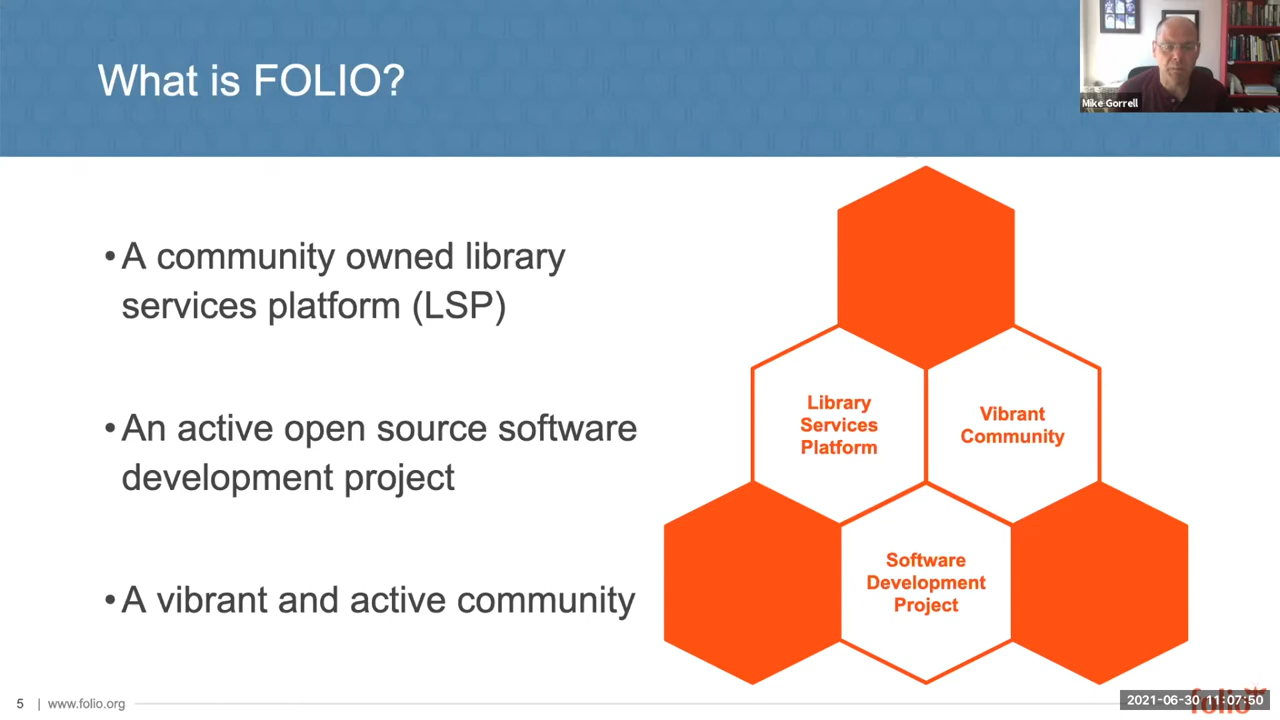 What is FOLIO?
Mike Gorrell
•A community owned library
services platform (LSP)
•An active open source software
development project
•A vibrant and active community
Library
Services
Platform
Vibrant
Community
Software
Development
Project
5 | www.folio.org
folio
2021-06-30 11:07:50